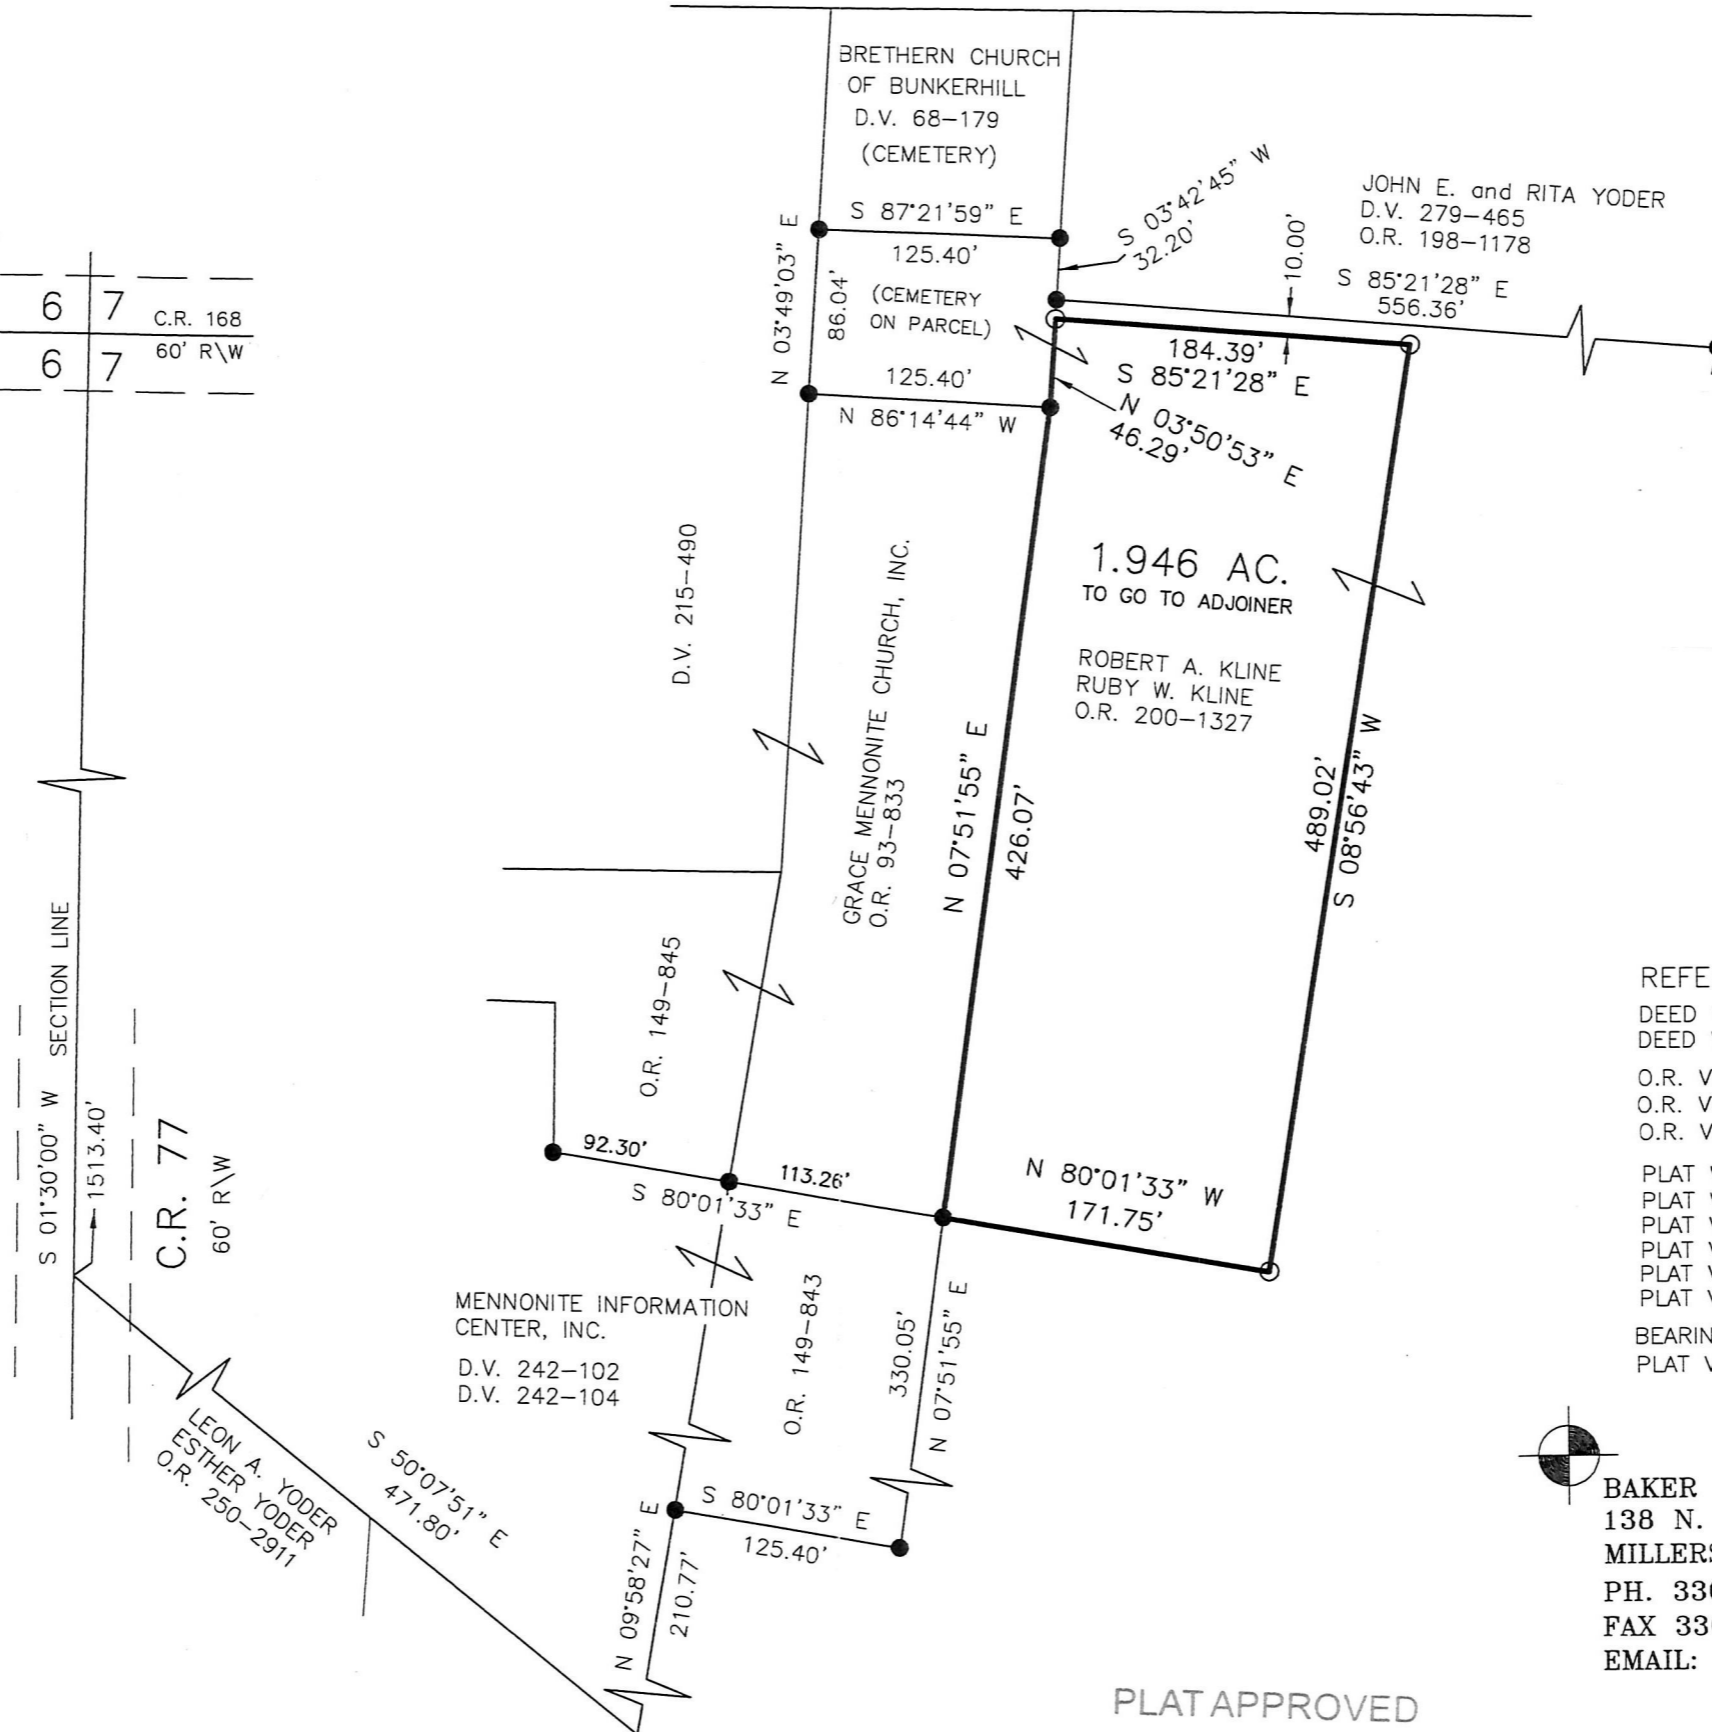 BRETHERN CHURCH
OF BUNKERHILL
D.V. 68-179
(CEMETERY)
S 87°21'59" E
125.40'
(CEMETERY
ON PARCEL)
N 03°49'03" E
86.04'
125.40'
N 86°14'44" W
S 03°42'45" W
32.20'
10.00'
JOHN E. and RITA YODER
D.V. 279-465
O.R. 198-1178
S 85°21'28" E
556.36'
184.39'
S 85°21'28" E
N 03°50'53" E
46.29'
6 7
C.R. 168
6 7
60' R\W
1.946 AC.
TO GO TO ADJOINER
ROBERT A. KLINE
RUBY W. KLINE
O.R. 200-1327
D.V. 215-490
GRACE MENNONITE CHURCH, INC.
O.R. 93-833
N 07°51'55" E
426.07'
489.02'
S 08°56'43" W
S 01°30'00" W SECTION LINE
1513.40'
C.R. 77
60' R\W
O.R. 149-845
92.30'
113.26'
S 80°01'33" E
N 80°01'33" W
171.75'
MENNONITE INFORMATION
CENTER, INC.
D.V. 242-102
D.V. 242-104
O.R. 149-843
330.05'
N 07°51'55" E
LEON A. YODER
ESTHER YODER
O.R. 250-2911
S 50°07'51" E
471.80'
S 80°01'33" E
125.40'
N 09°58'27" E
210.77'
REFE
DEED
DEED
O.R. V
O.R. V
O.R. V
PLAT V
PLAT V
PLAT V
PLAT V
PLAT V
PLAT V
BEARIN
PLAT V
BAKER
138 N.
MILLERS
PH. 330
FAX 330
EMAIL:
PLAT APPROVED